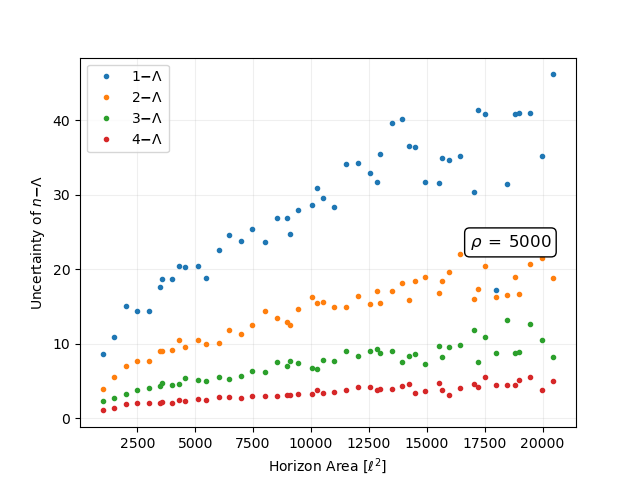 1−Λ
2−Λ
3−Λ
4−Λ
Uncertainty of n−Λ
40
30
20
10
0
ρ = 5000
2500 5000 7500 10000 12500 15000 17500 20000
Horizon Area [ℓ²]